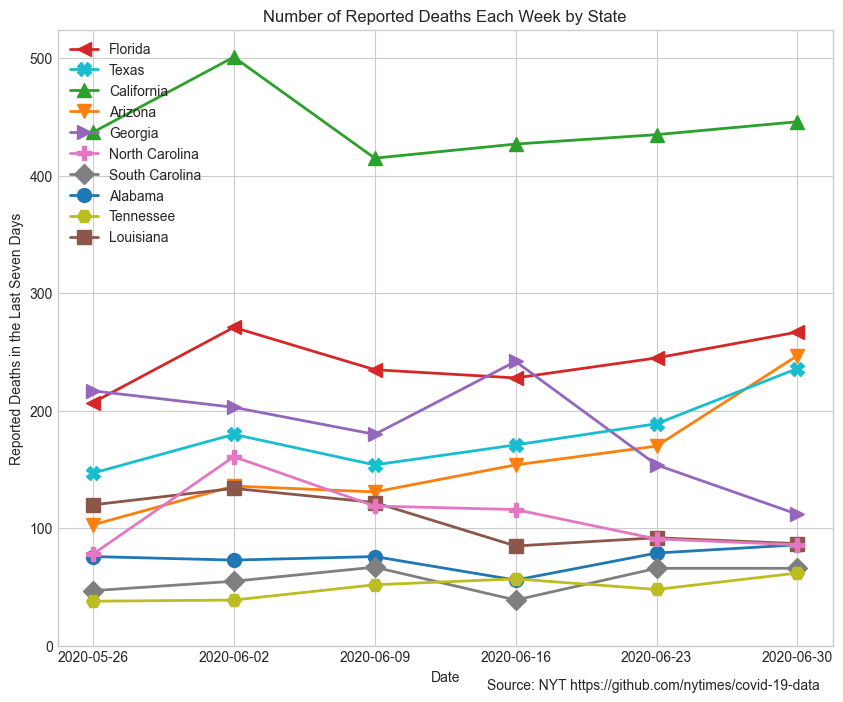 Number of Reported Deaths Each Week by State
Florida
Texas
California
Arizona
Georgia
North Carolina
South Carolina
Alabama
Tennessee
Louisiana
Reported Deaths in the Last Seven Days
500
400
300
200
100
0
2020-05-26 2020-06-02 2020-06-09 2020-06-16 2020-06-23 2020-06-30
Date
Source: NYT https://github.com/nytimes/covid-19-data